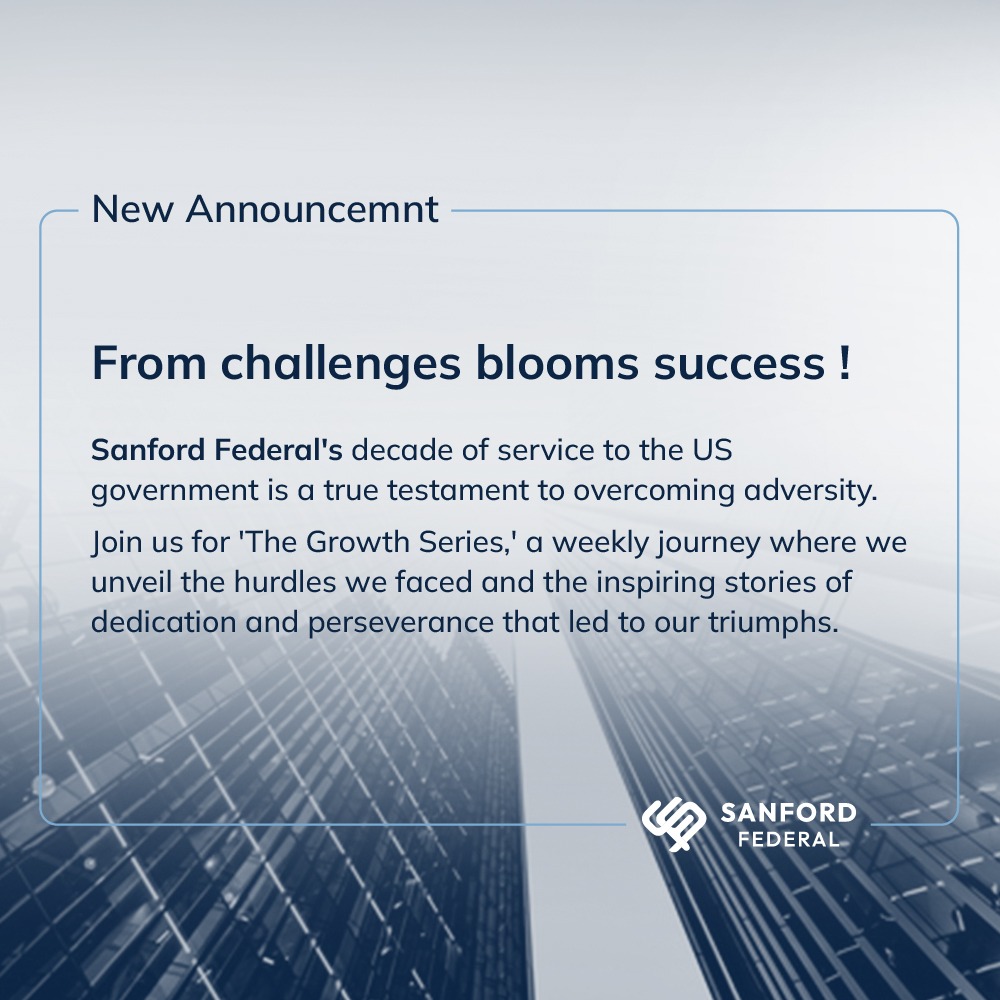 New Announcemnt
From challenges blooms success !
Sanford Federal's decade of service to the US
government is a true testament to overcoming adversity.
Join us for 'The Growth Series,' a weekly journey where we
unveil the hurdles we faced and the inspiring stories of
dedication and perseverance that led to our triumphs.
SANFORD
FEDERAL